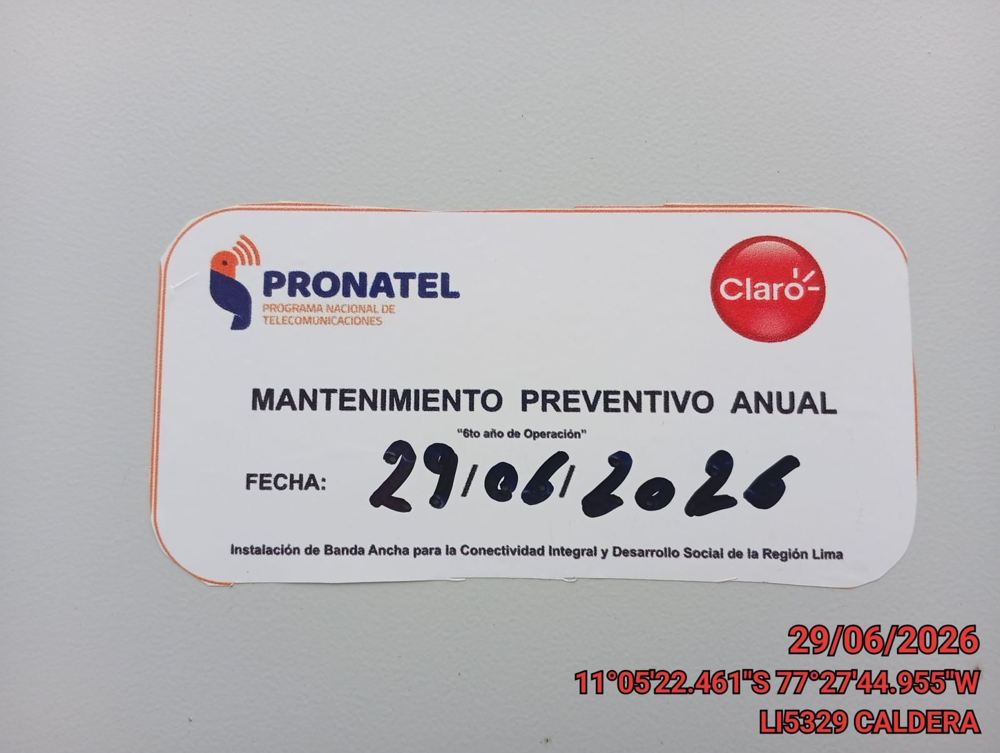 PRONATEL
PROGRAMA NACIONAL DE
TELECOMUNICACIONES
Claro
MANTENIMIENTO PREVENTIVO ANUAL
"6to año de Operación"
FECHA: 29/06/2026
Instalación de Banda Ancha para la Conectividad Integral y Desarrollo Social de la Región Lima
29/06/2026
11°05'22.461"S 77°27'44.955"W
LI5329 CALDERA